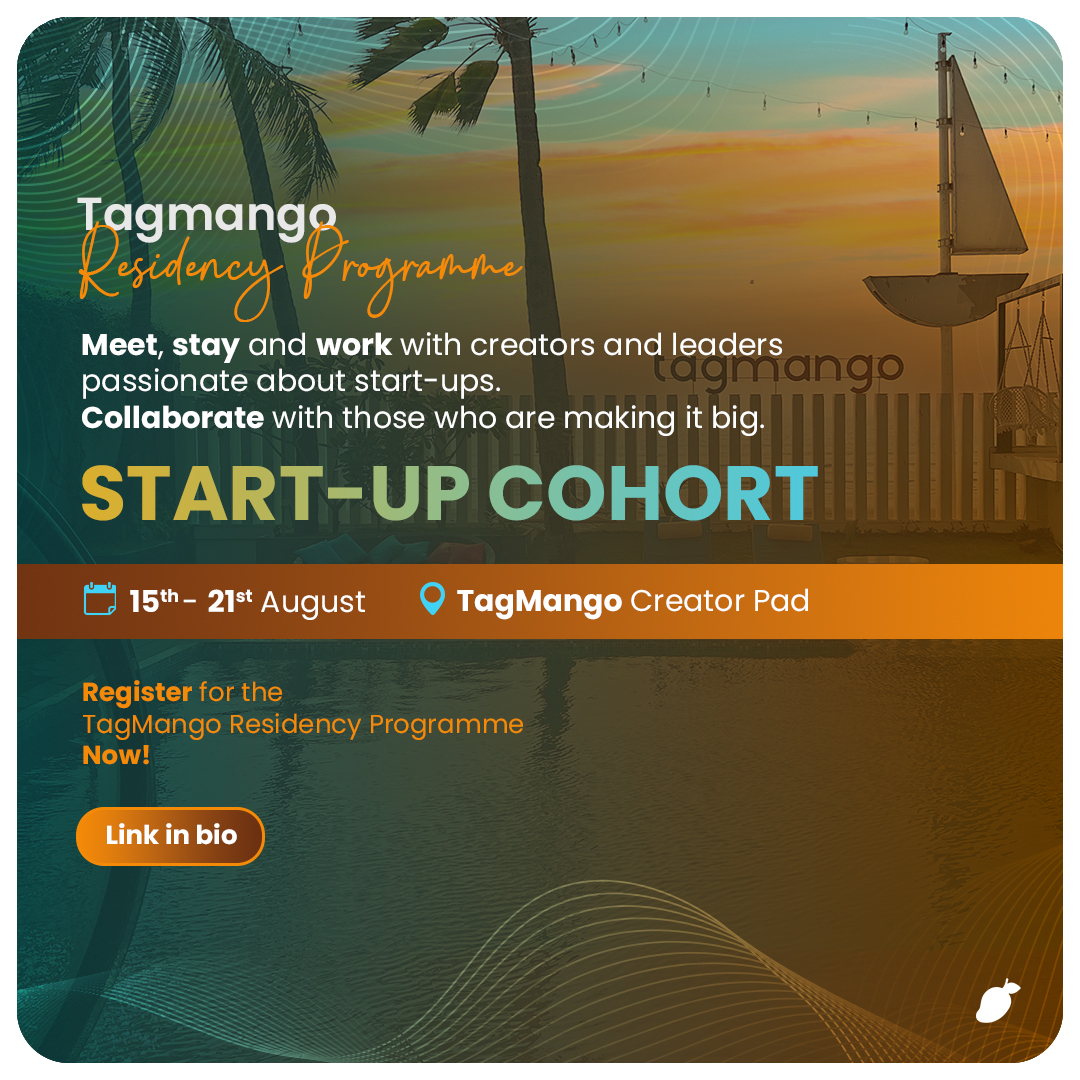 Tagmango
Residency Programme
Meet, stay and work with creators and leaders
passionate about start-ups.
tagmango
Collaborate with those who are making it big.
START-UP COHORT
15th - 21st August
TagMango Creator Pad
Register for the
TagMango Residency Programme
Now!
Link in bio